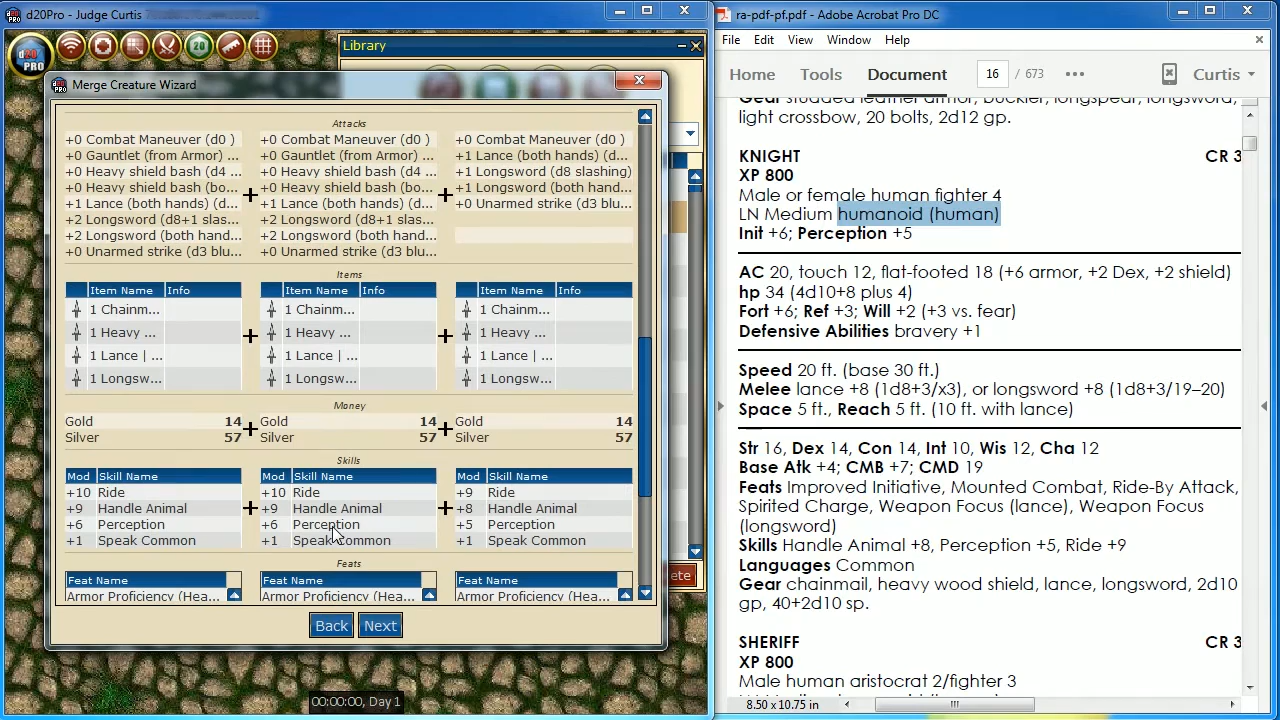 d20Pro - Judge Curtis
20
d20 PRO
Library
Merge Creature Wizard
Attacks
+0 Combat Maneuver (d0 )
+0 Gauntlet (from Armor) ...
+0 Heavy shield bash (d4 ...
+0 Heavy shield bash (bo...
+1 Lance (both hands) (d...
+2 Longsword (d8+1 slas...
+2 Longsword (both hand...
+0 Unarmed strike (d3 blu...
+
+0 Combat Maneuver (d0 )
+0 Gauntlet (from Armor) ...
+0 Heavy shield bash (d4 ...
+0 Heavy shield bash (bo...
+1 Lance (both hands) (d...
+2 Longsword (d8+1 slas...
+2 Longsword (both hand...
+0 Unarmed strike (d3 blu...
+
+0 Combat Maneuver (d0 )
+1 Lance (both hands) (d...
+1 Longsword (d8 slashing)
+1 Longsword (both hand...
+0 Unarmed strike (d3 blu...
Items
Item Name Info
1 Chainm...
1 Heavy ...
1 Lance | ...
1 Longsw...
+
Item Name Info
1 Chainm...
1 Heavy ...
1 Lance | ...
1 Longsw...
+
Item Name Info
1 Chainm...
1 Heavy ...
1 Lance | ...
1 Longsw...
Money
Gold 14
Silver 57
+
Gold 14
Silver 57
+
Gold 14
Silver 57
Skills
Mod Skill Name
+10 Ride
+9 Handle Animal
+6 Perception
+1 Speak Common
+
Mod Skill Name
+10 Ride
+9 Handle Animal
+6 Perception
+1 Speak Common
+
Mod Skill Name
+9 Ride
+8 Handle Animal
+5 Perception
+1 Speak Common
Feats
Feat Name
Armor Proficiency (Hea...
Feat Name
Armor Proficiency (Hea...
Feat Name
Armor Proficiency (Hea...
Back Next
00:00:00, Day 1
ra-pdf-pf.pdf - Adobe Acrobat Pro DC
File Edit View Window Help
Home Tools Document 16 / 673 Curtis
Gear studded leather armor, buckler, longspear, longsword,
light crossbow, 20 bolts, 2d12 gp.
KNIGHT CR 3
XP 800
Male or female human fighter 4
LN Medium humanoid (human)
Init +6; Perception +5
AC 20, touch 12, flat-footed 18 (+6 armor, +2 Dex, +2 shield)
hp 34 (4d10+8 plus 4)
Fort +6; Ref +3; Will +2 (+3 vs. fear)
Defensive Abilities bravery +1
Speed 20 ft. (base 30 ft.)
Melee lance +8 (1d8+3/x3), or longsword +8 (1d8+3/19–20)
Space 5 ft., Reach 5 ft. (10 ft. with lance)
Str 16, Dex 14, Con 14, Int 10, Wis 12, Cha 12
Base Atk +4; CMB +7; CMD 19
Feats Improved Initiative, Mounted Combat, Ride-By Attack,
Spirited Charge, Weapon Focus (lance), Weapon Focus
(longsword)
Skills Handle Animal +8, Perception +5, Ride +9
Languages Common
Gear chainmail, heavy wood shield, lance, longsword, 2d10
gp, 40+2d10 sp.
SHERIFF CR 3
XP 800
Male human aristocrat 2/fighter 3
8.50 x 10.75 in